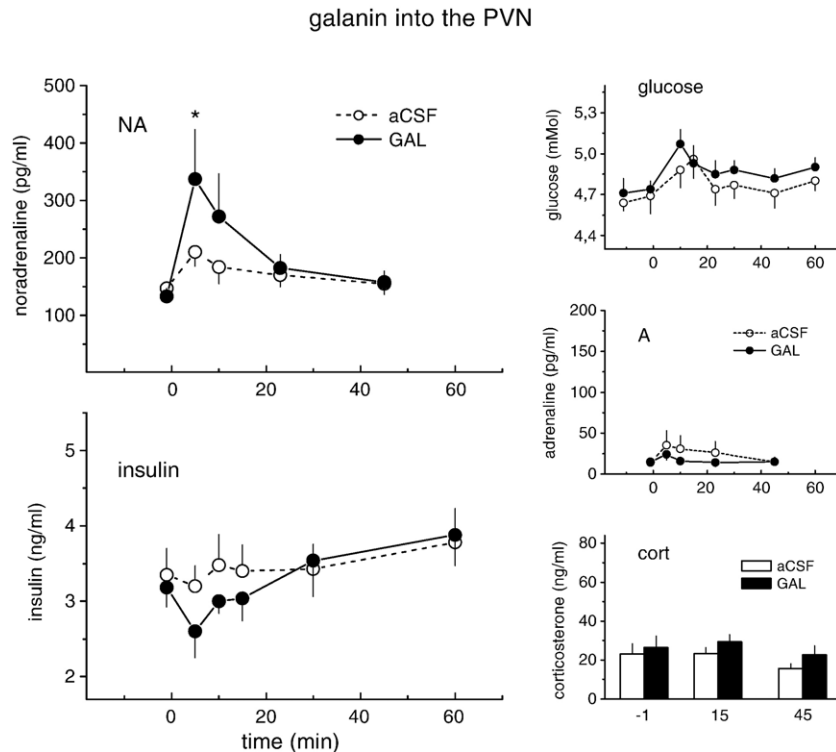 galanin into the PVN
NA
*
aCSF
GAL
noradrenaline (pg/ml)
500
400
300
200
100
0 20 40 60
insulin
insulin (ng/ml)
5
4
3
2
0 20 40 60
time (min)
glucose
glucose (mMol)
5,3
5,0
4,7
4,4
0 20 40 60
A
aCSF
GAL
adrenaline (pg/ml)
200
150
100
50
0
0 20 40 60
cort
aCSF
GAL
corticosterone (ng/ml)
80
60
40
20
0
-1 15 45